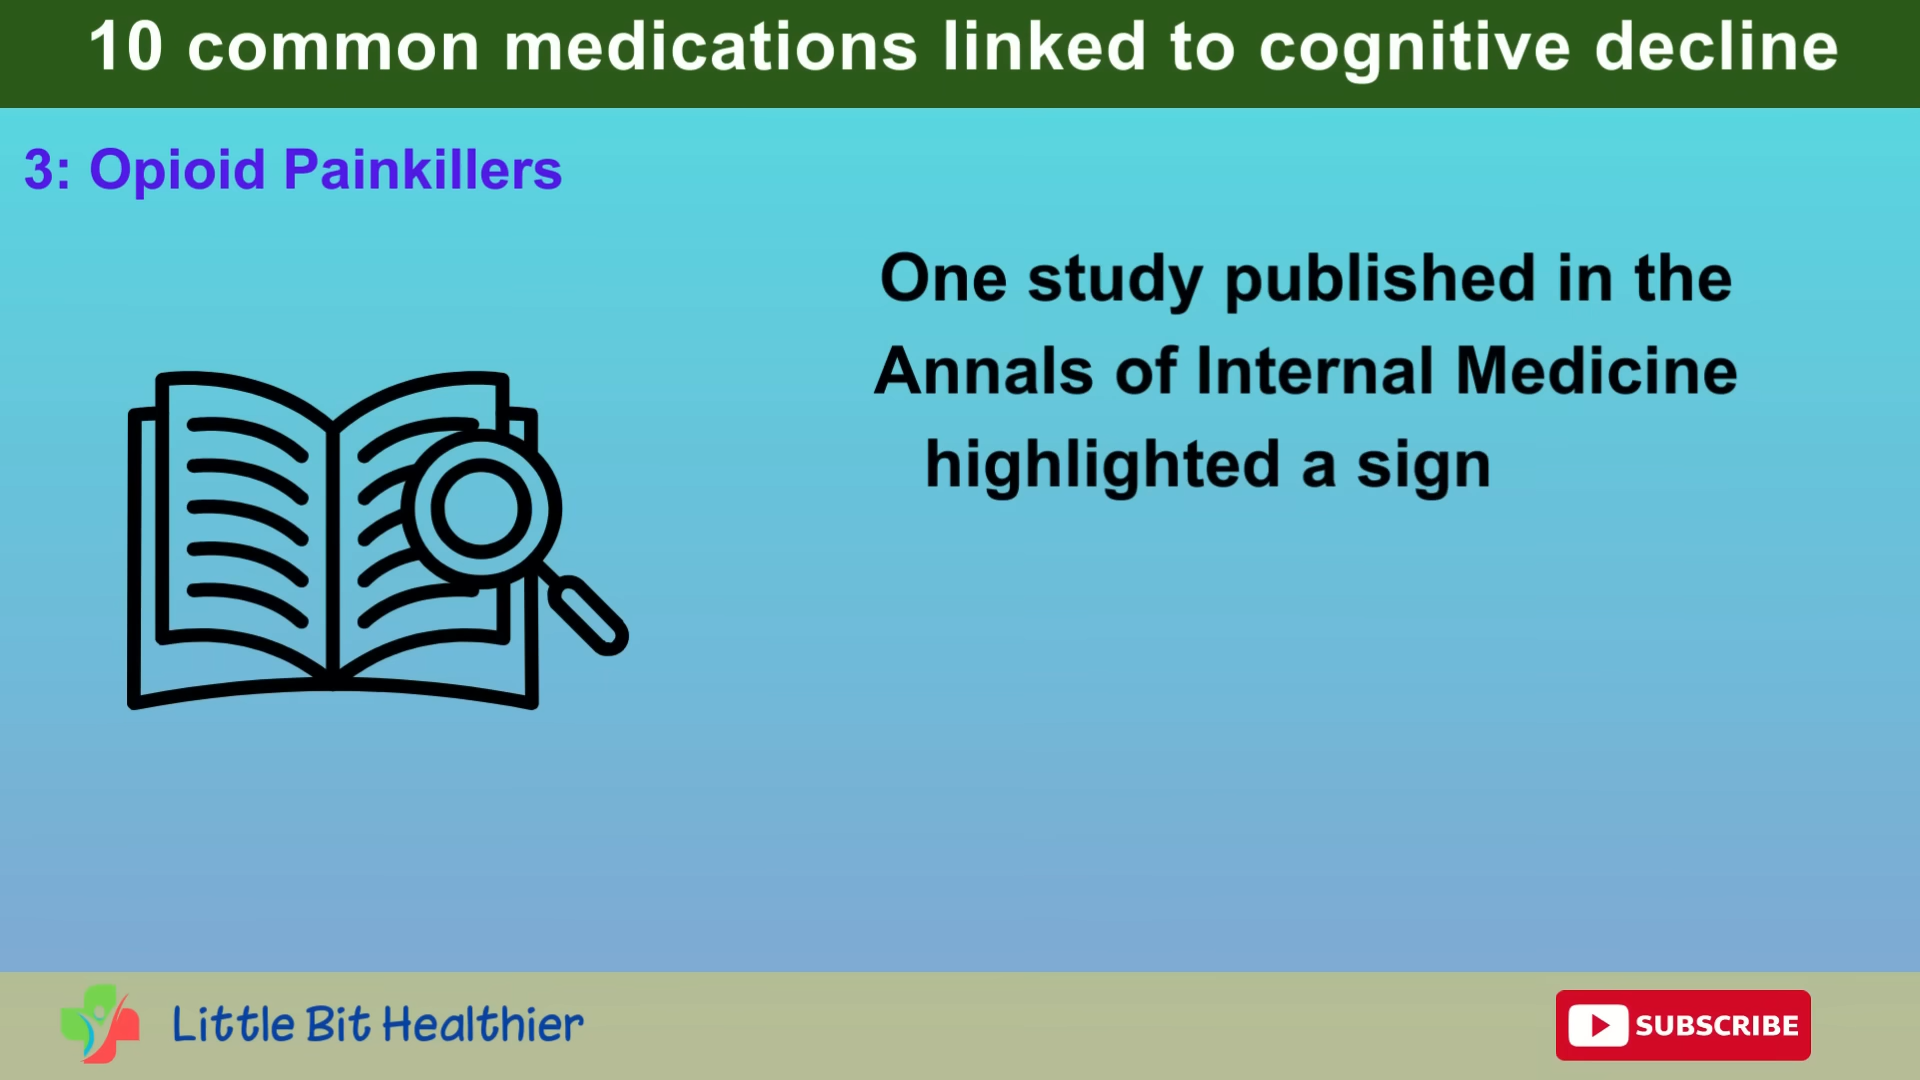 10 common medications linked to cognitive decline
3: Opioid Painkillers
One study published in the
Annals of Internal Medicine
highlighted a sign
Little Bit Healthier
SUBSCRIBE